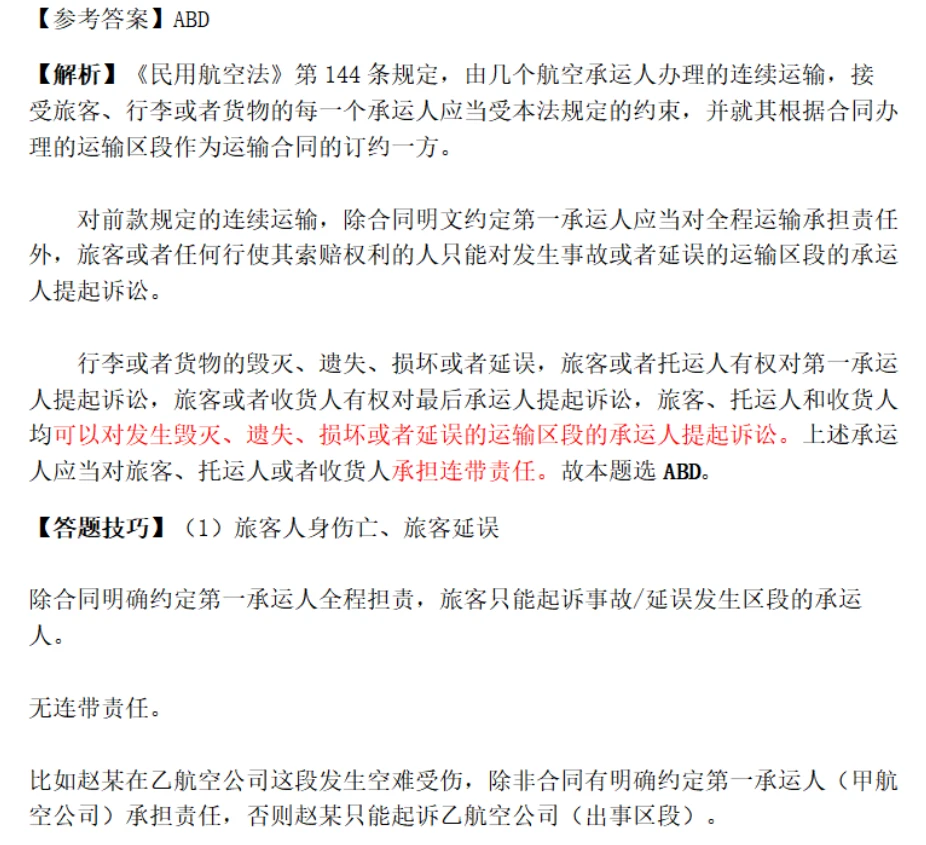 【参考答案】ABD
【解析】《民用航空法》第 144 条规定，由几个航空承运人办理的连续运输，接
受旅客、行李或者货物的每一个承运人应当受本法规定的约束，并就其根据合同办
理的运输区段作为运输合同的订约一方。
对前款规定的连续运输，除合同明文约定第一承运人应当对全程运输承担责任
外，旅客或者任何行使其索赔权利的人只能对发生事故或者延误的运输区段的承运
人提起诉讼。
行李或者货物的毁灭、遗失、损坏或者延误，旅客或者托运人有权对第一承运
人提起诉讼，旅客或者收货人有权对最后承运人提起诉讼，旅客、托运人和收货人
均可以对发生毁灭、遗失、损坏或者延误的运输区段的承运人提起诉讼。上述承运
人应当对旅客、托运人或者收货人承担连带责任。故本题选 ABD。
【答题技巧】（1）旅客人身伤亡、旅客延误
除合同明确约定第一承运人全程担责，旅客只能起诉事故/延误发生区段的承运
人。
无连带责任。
比如赵某在乙航空公司这段发生空难受伤，除非合同有明确约定第一承运人（甲航
空公司）承担责任，否则赵某只能起诉乙航空公司（出事区段）。